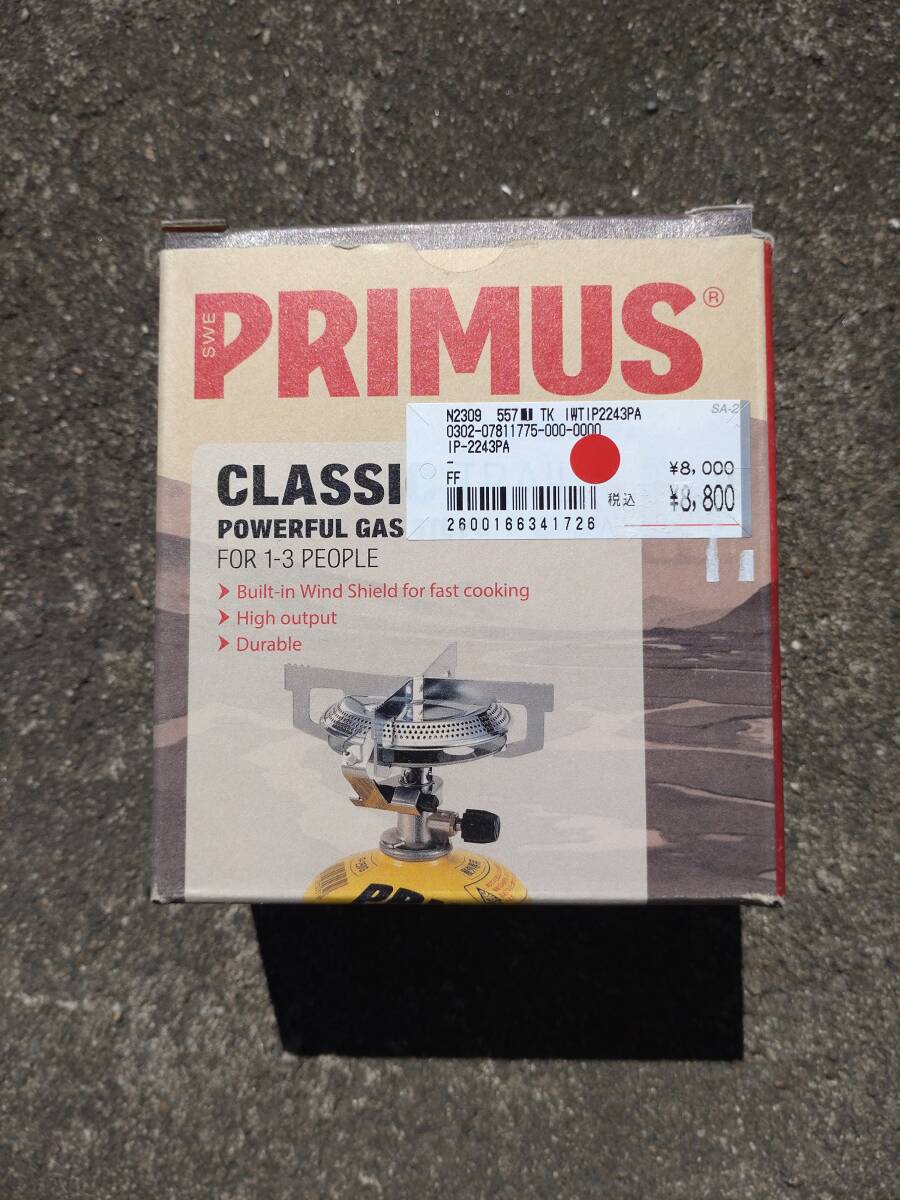 SWE
PRIMUS®
N2309 557 TK IWTIP2243PA
SA-2
0302-07811775-000-0000
IP-2243PA
-
FF
¥8,000
税込 ¥8,800
2600166341726
CLASSI
POWERFUL GAS
FOR 1-3 PEOPLE
Built-in Wind Shield for fast cooking
High output
Durable